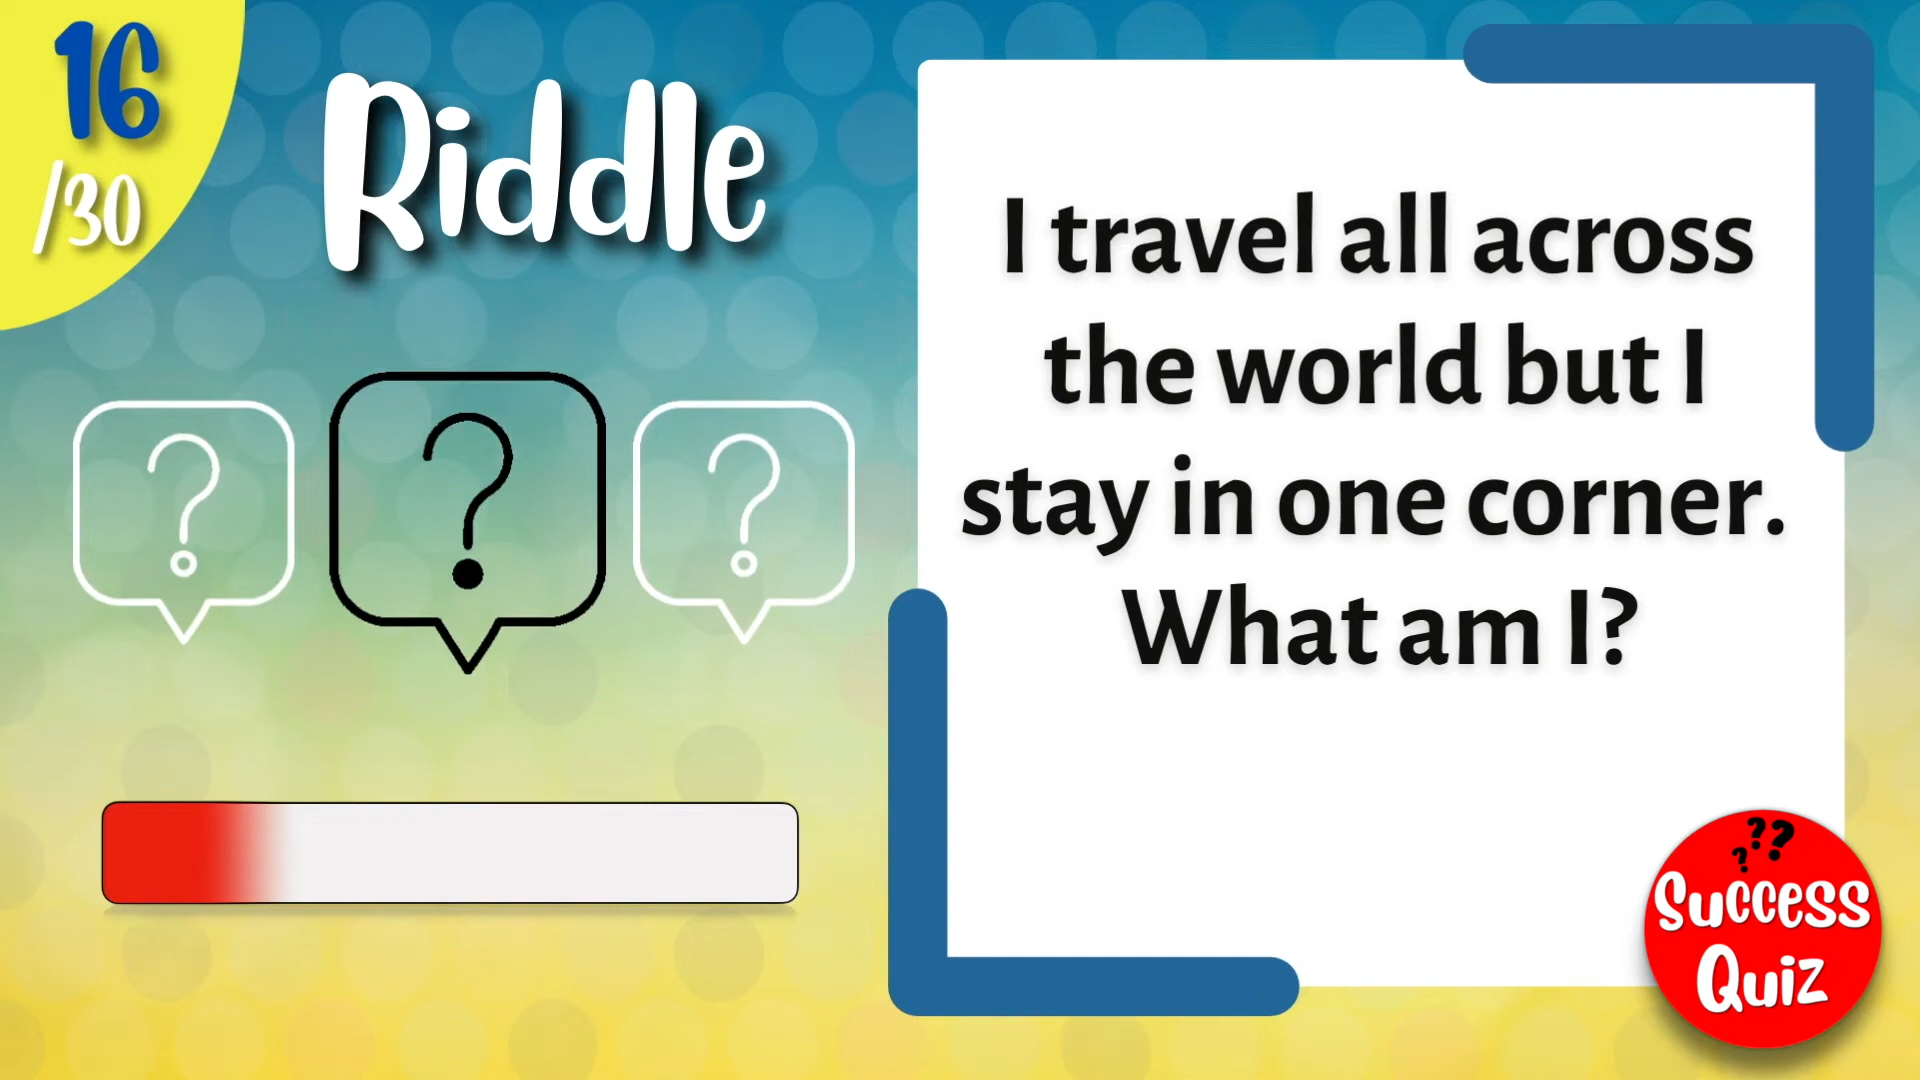 16
/30
Riddle
I travel all across
the world but I
stay in one corner.
What am I?
? ? ?
???
Success
Quiz